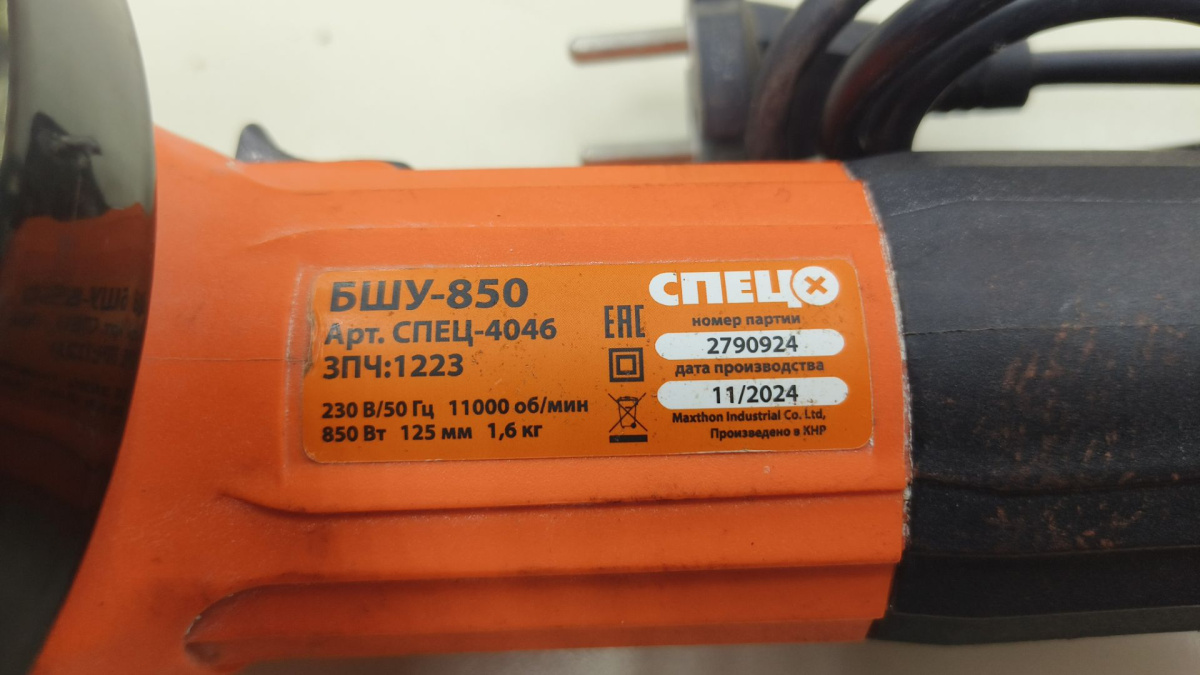 БШУ-850
Арт. СПЕЦ-4046
ЗПЧ:1223
230 В/50 Гц 11000 об/мин
850 Вт 125 мм 1,6 кг
EAC
СПЕЦ
номер партии
2790924
дата производства
11/2024
Maxthon Industrial Co. Ltd,
Произведено в КНР